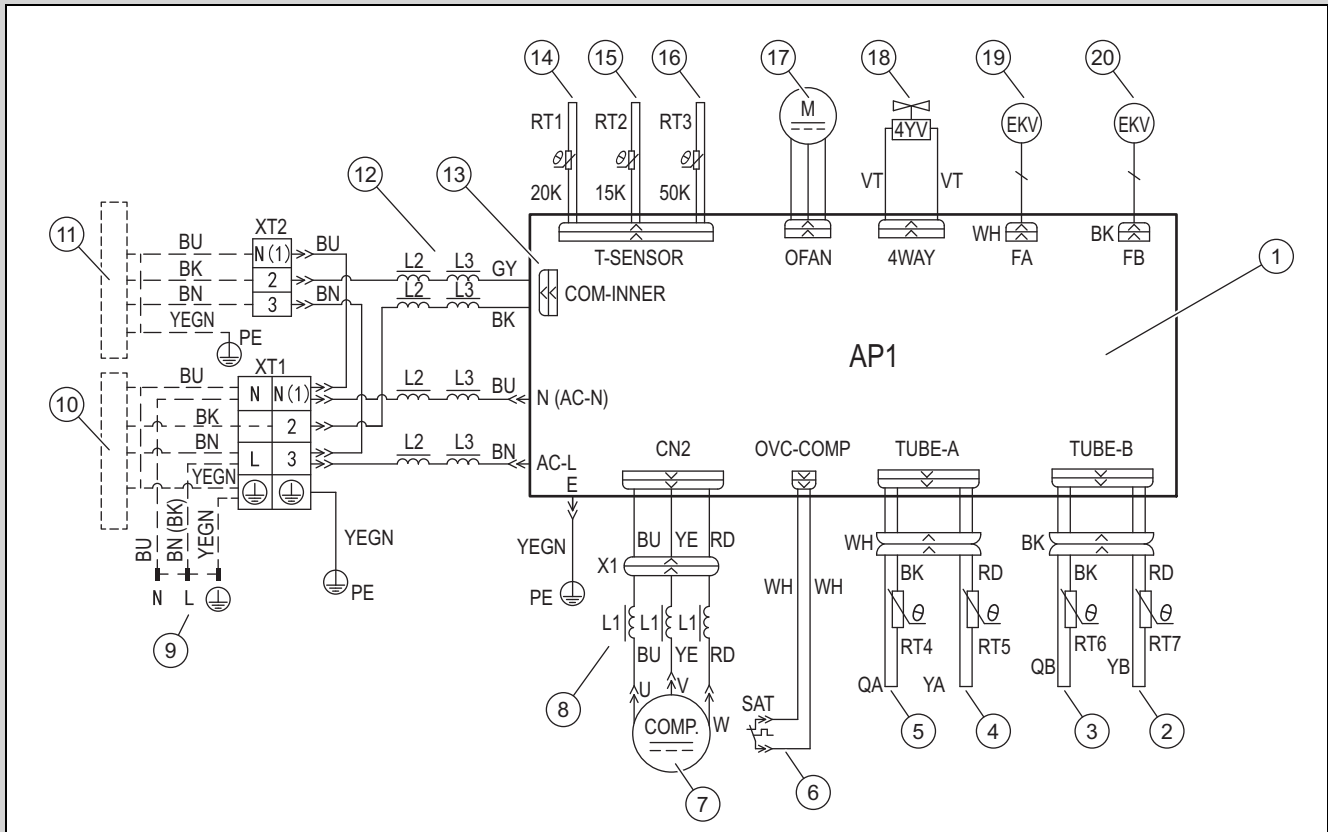 14 15 16 17 18 19 20
RT1 RT2 RT3 M 4YV EKV EKV
20K 15K 50K VT VT
12 13
11
XT2
BU N(1) BU
BK 2
BN 3 BN
YEGN PE
L2 L3 GY
L2 L3 BK
T-SENSOR OFAN 4WAY WH FA BK FB
COM-INNER
1
AP1
10
XT1
BU N N(1) L2 L3 BU N (AC-N)
BK 2
BN L 3 L2 L3 BN AC-L
YEGN
E
CN2 OVC-COMP TUBE-A TUBE-B
BU BN (BK) YEGN
YEGN PE
YEGN PE
N L
9
BU YE RD
X1
L1 L1 L1
BU YE RD
U V W
COMP.
8
7
WH WH
SAT
6
WH BK RD
θ θ
RT4 RT5
QA YA
5 4
BK BK RD
θ θ
RT6 RT7
QB YB
3 2